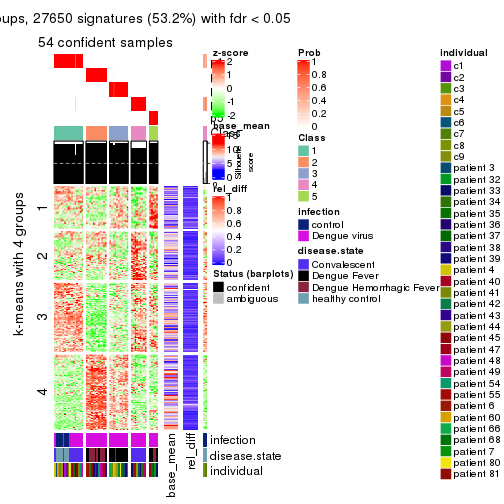 oups, 27650 signatures (53.2%) with fdr < 0.05
54 confident samples
k-means with 4 groups
1
2
3
4
base_mean
rel_diff
infection
disease.state
individual
z-score
2
1
0
-1
-2
base_mean
15
10
5
0
Silhouette
score
rel_diff
1
0.8
0.6
0.4
0.2
0
Status (barplots)
confident
ambiguous
Prob
1
0.8
0.6
0.4
0.2
0
Class
1
2
3
4
5
infection
control
Dengue virus
disease.state
Convalescent
Dengue Fever
Dengue Hemorrhagic Fever
healthy control
individual
c1
c2
c3
c4
c5
c6
c7
c8
c9
patient 3
patient 32
patient 33
patient 34
patient 35
patient 36
patient 37
patient 38
patient 39
patient 4
patient 40
patient 41
patient 42
patient 43
patient 44
patient 45
patient 47
patient 48
patient 49
patient 54
patient 55
patient 6
patient 60
patient 66
patient 68
patient 7
patient 80
patient 81